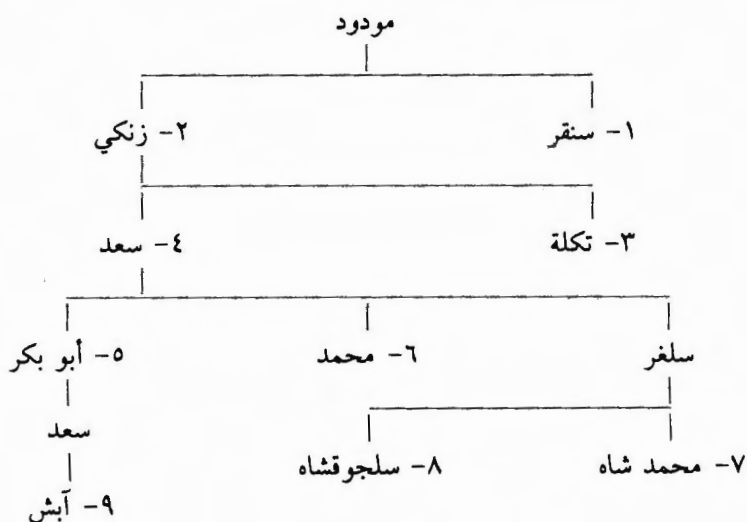 مودود
١- سنقر ٢- زنكي
٣- تكلة ٤- سعد
سلغر ٦- محمد ٥- أبو بكر
سعد
٧- محمد شاه ٨- سلجوقشاه
٩- آبش